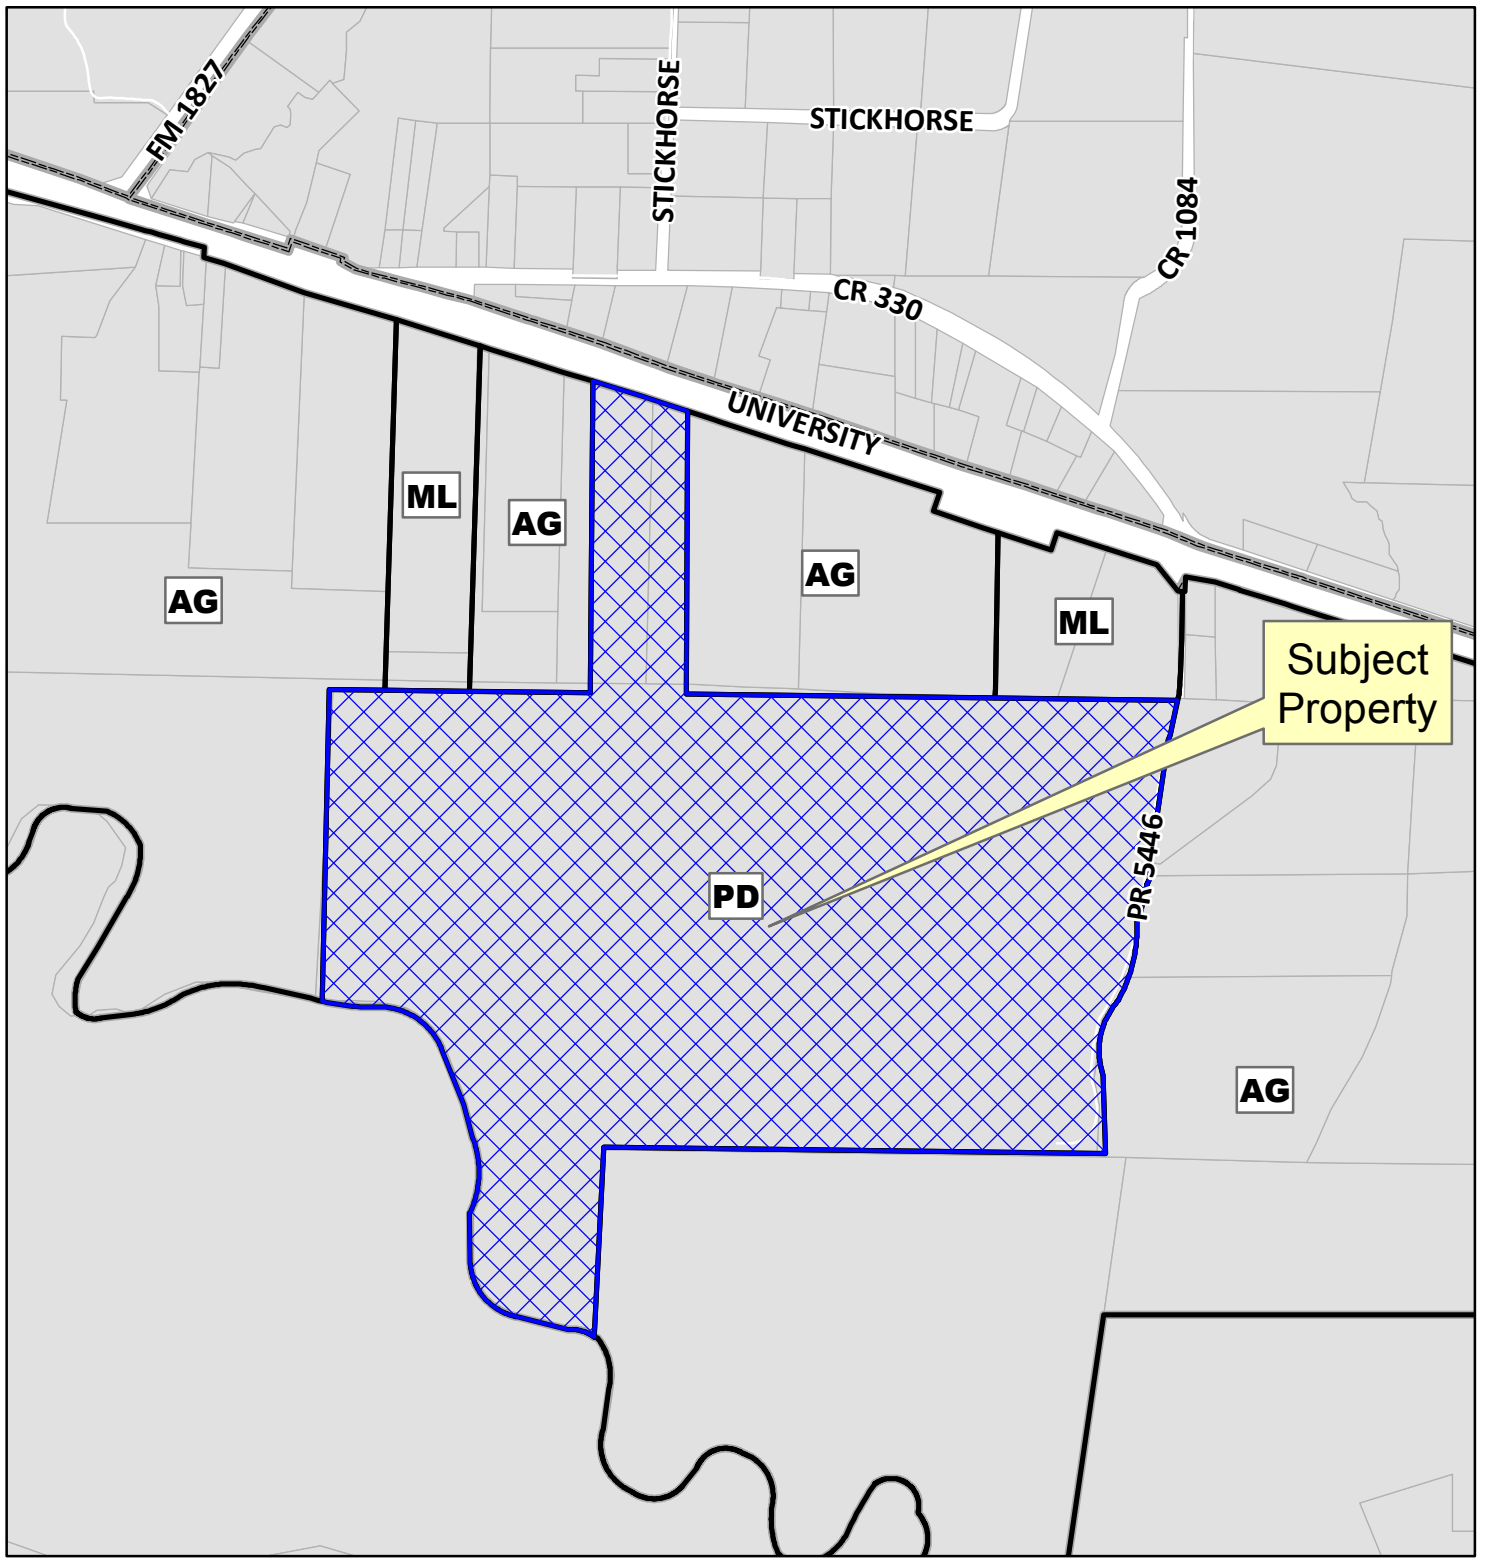 FM 1827
STICKHORSE
STICKHORSE
CR 1084
CR 330
UNIVERSITY
ML
AG
AG
AG
ML
Subject
Property
PR 5446
PD
AG